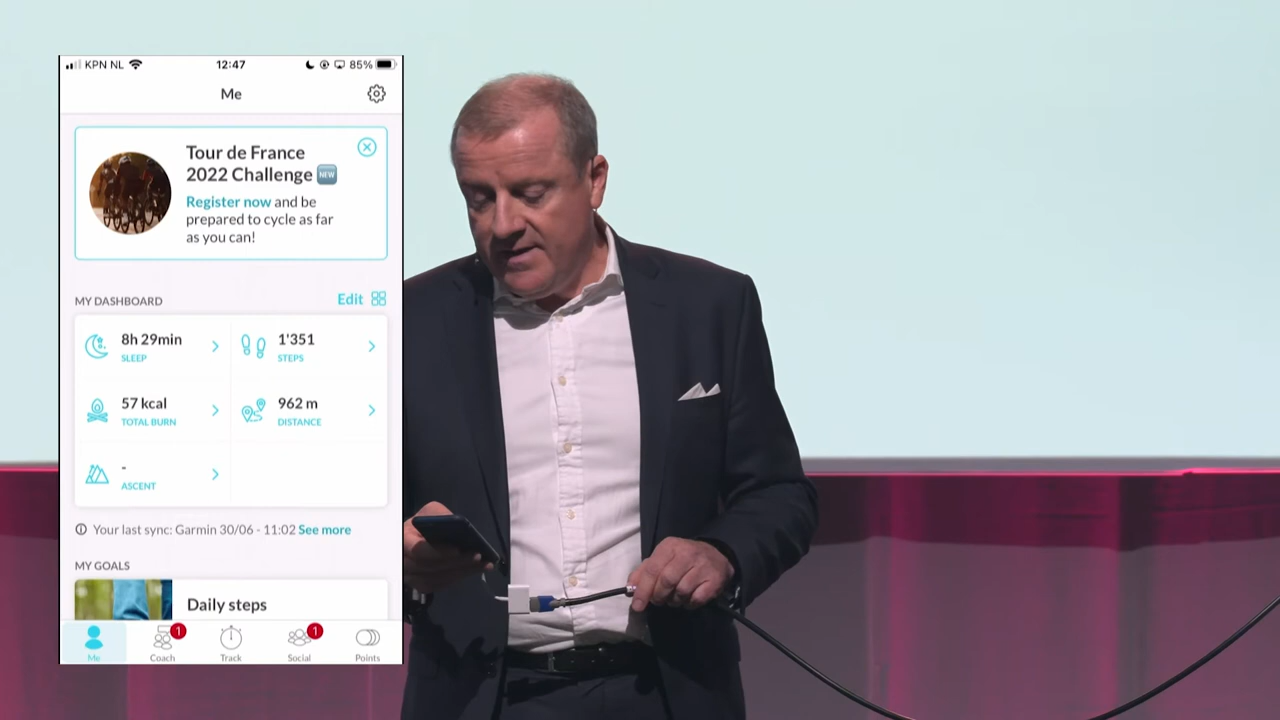 KPN NL 12:47 85%
Me
Tour de France
2022 Challenge NEW
Register now and be
prepared to cycle as far
as you can!
MY DASHBOARD Edit
8h 29min
SLEEP
1'351
STEPS
57 kcal
TOTAL BURN
962 m
DISTANCE
-
ASCENT
Your last sync: Garmin 30/06 - 11:02 See more
MY GOALS
Daily steps
1 1
Me Coach Track Social Points